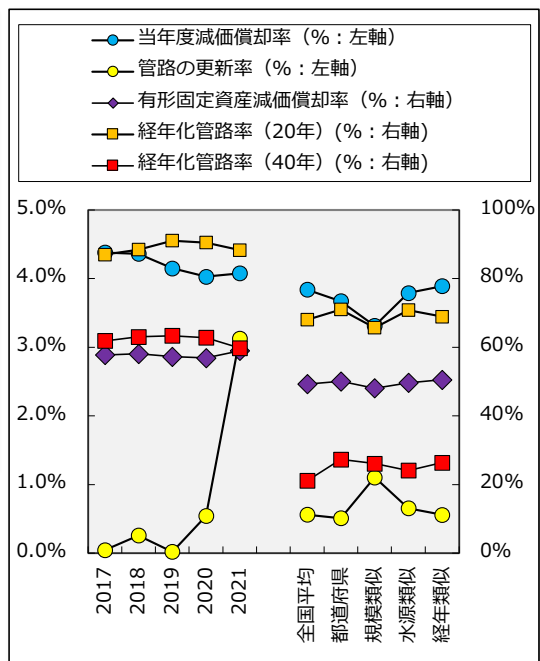 当年度減価償却率（%：左軸）
管路の更新率（%：左軸）
有形固定資産減価償却率（%：右軸）
経年化管路率（20年）(%：右軸)
経年化管路率（40年）(%：右軸)
5.0%
100%
4.0%
80%
3.0%
60%
2.0%
40%
1.0%
20%
0.0%
0%
2017
2018
2019
2020
2021
全国平均
都道府県
規模類似
水源類似
経年類似